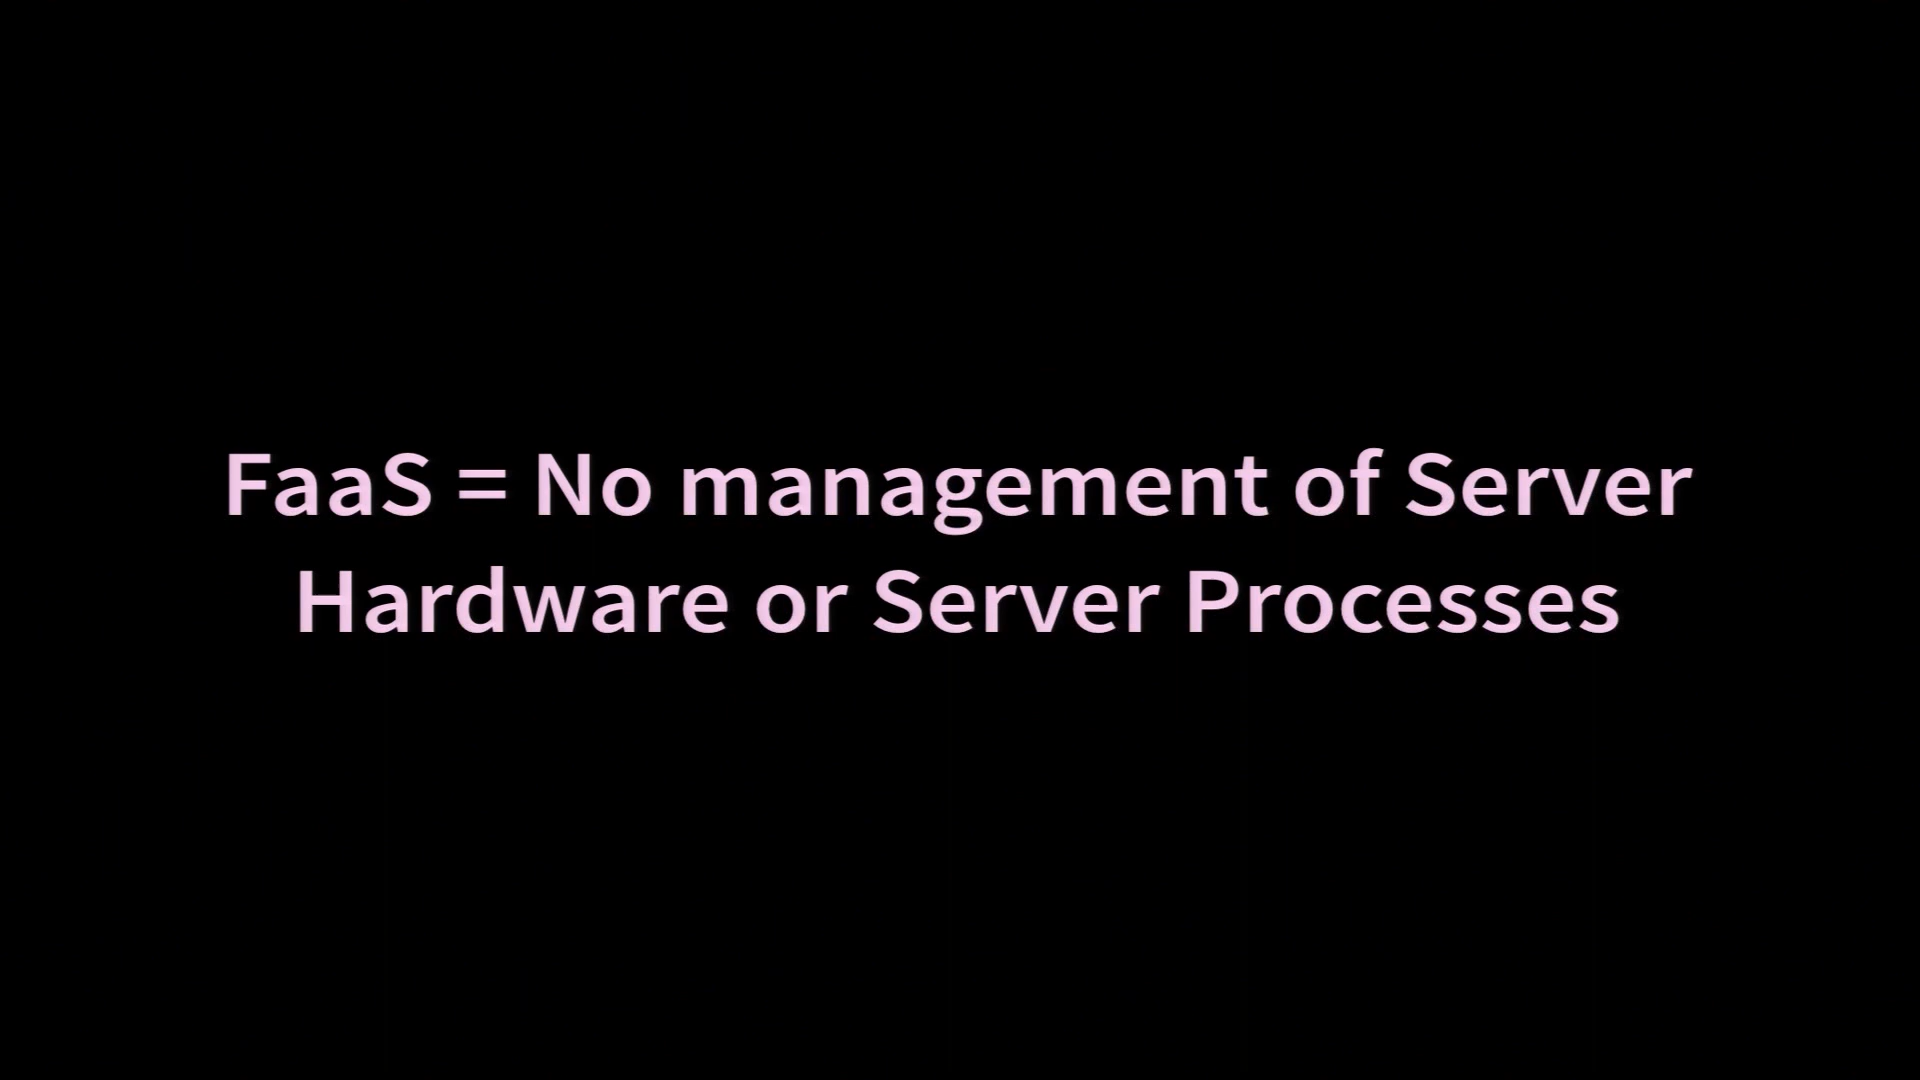 FaaS = No management of Server
Hardware or Server Processes